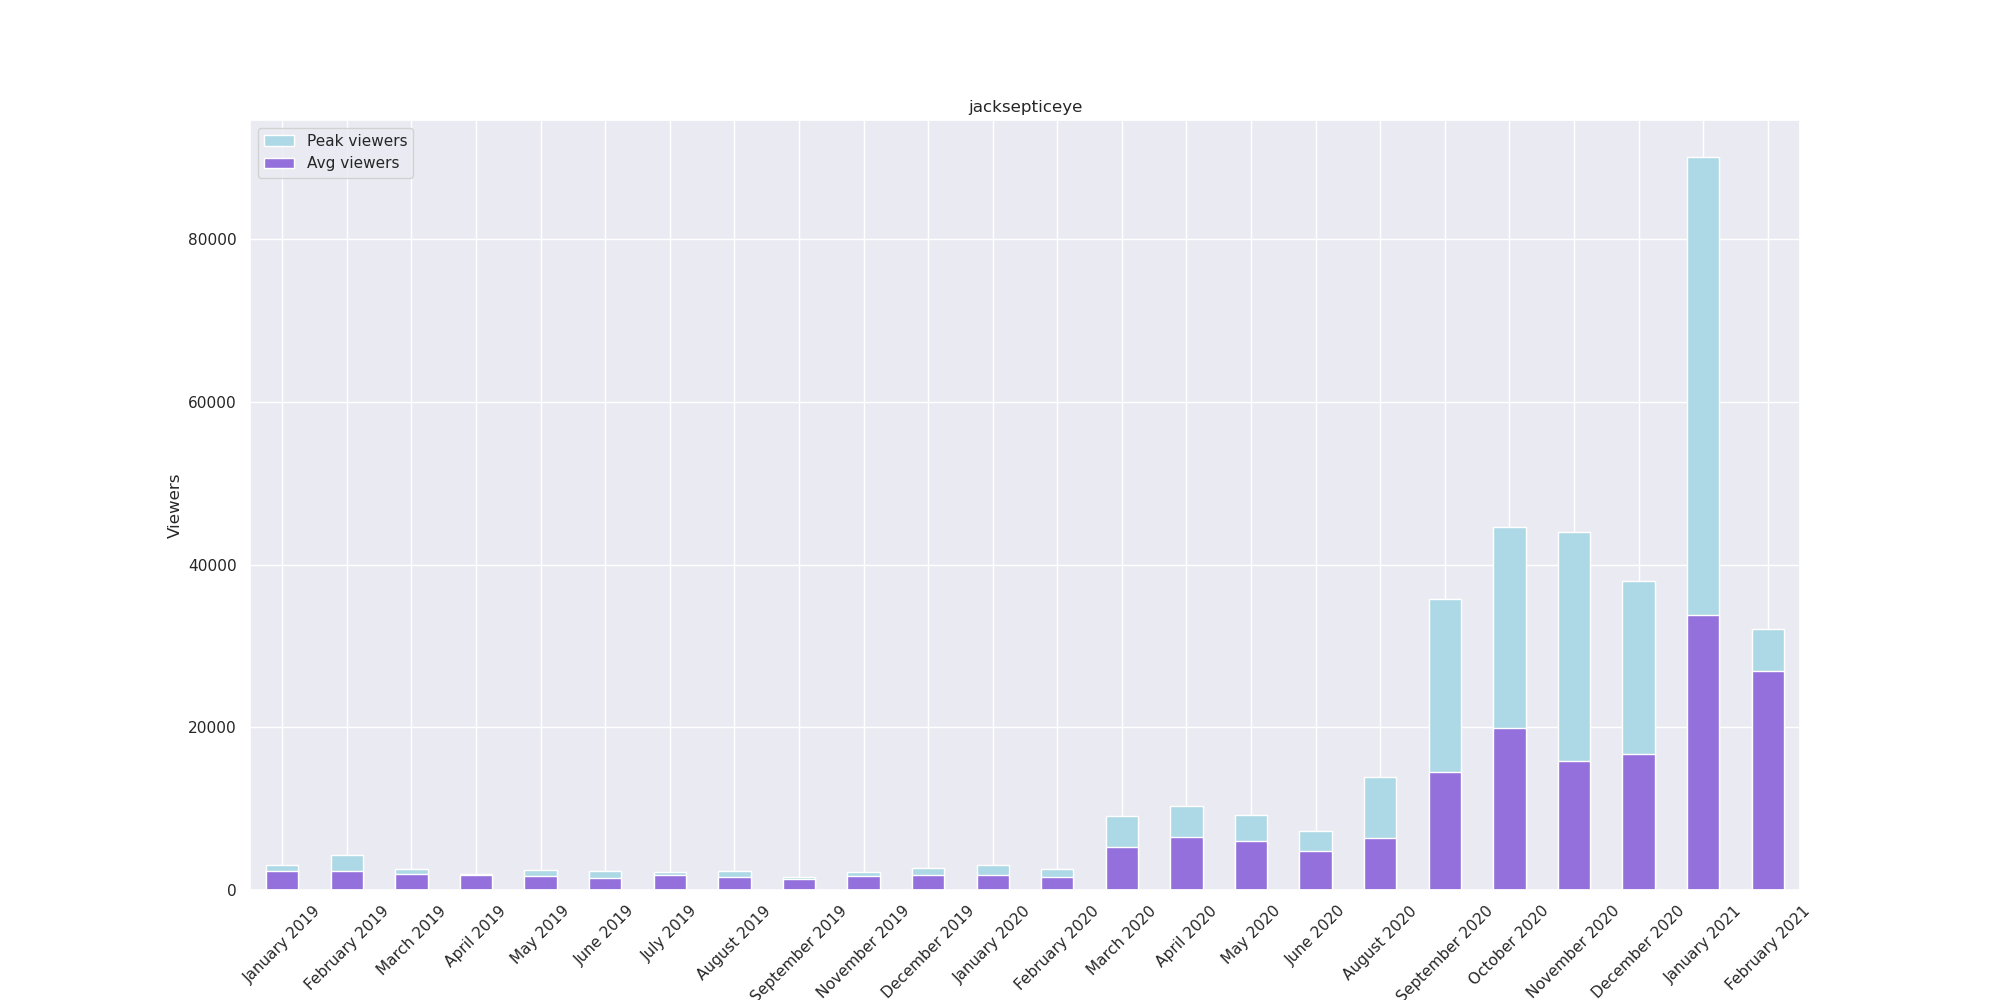 jacksepticeye
Peak viewers
Avg viewers
Viewers
80000
60000
40000
20000
0
January 2019
February 2019
March 2019
April 2019
May 2019
June 2019
July 2019
August 2019
September 2019
November 2019
December 2019
January 2020
February 2020
March 2020
April 2020
May 2020
June 2020
August 2020
September 2020
October 2020
November 2020
December 2020
January 2021
February 2021